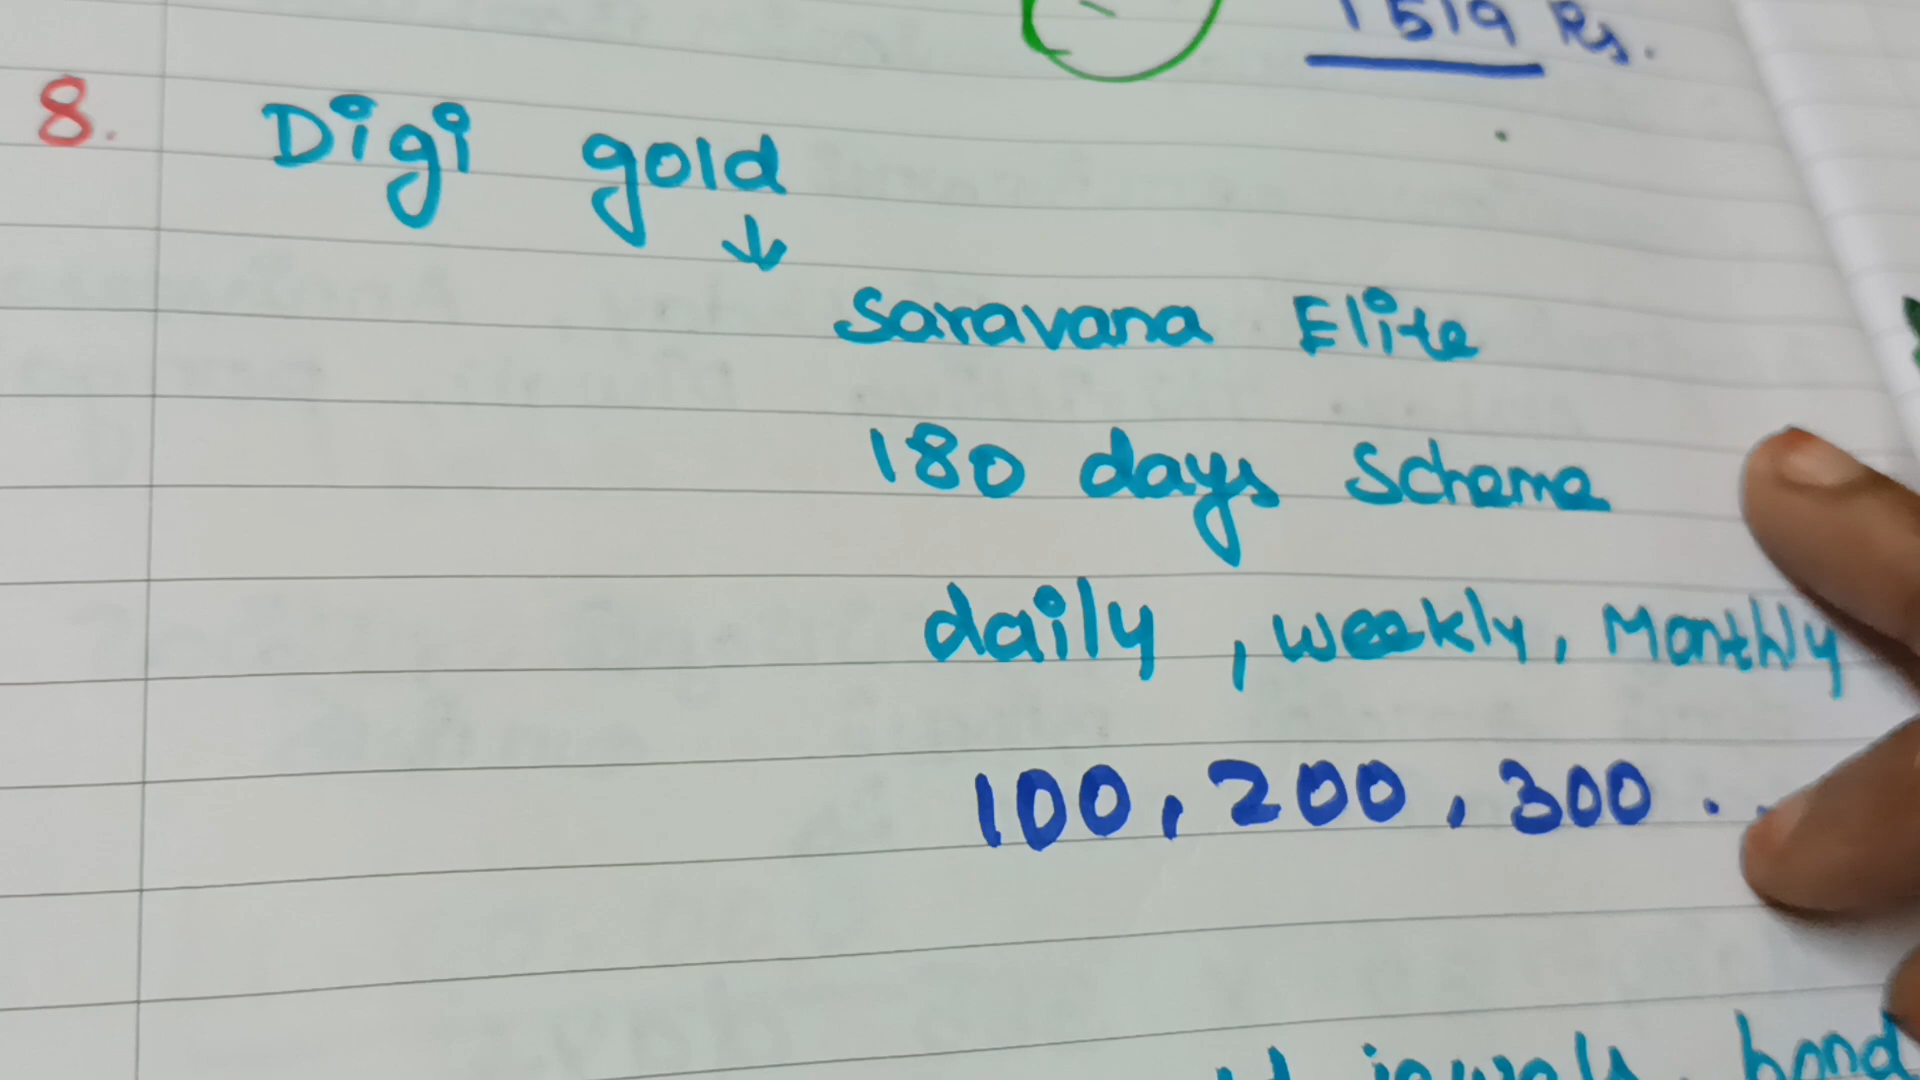 1519 Rs.
8. Digi gold
↓
Saravana Elite
180 days Scheme
daily, weekly, Monthly
100, 200, 300 . .